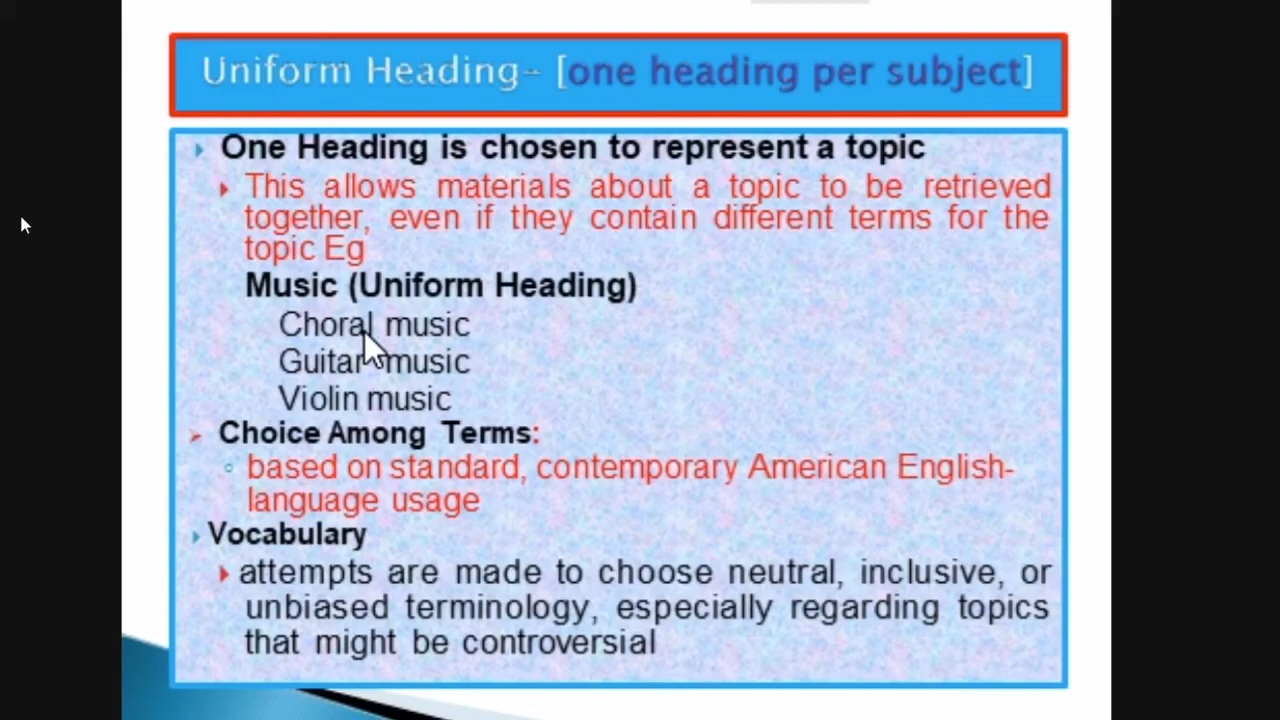 Uniform Heading- [one heading per subject]
One Heading is chosen to represent a topic
This allows materials about a topic to be retrieved
together, even if they contain different terms for the
topic Eg
Music (Uniform Heading)
Choral music
Guitar music
Violin music
Choice Among Terms:
based on standard, contemporary American English-
language usage
Vocabulary
attempts are made to choose neutral, inclusive, or
unbiased terminology, especially regarding topics
that might be controversial